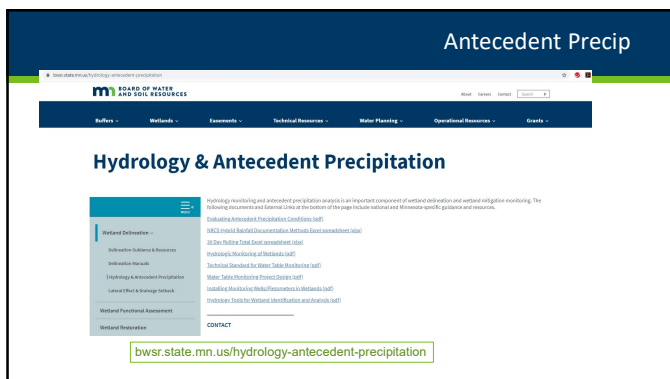 Antecedent Precip
bwsr.state.mn.us/hydrology-antecedent-precipitation
BOARD OF WATER
AND SOIL RESOURCES
About Careers Contact Search
Buffers Wetlands Easements Technical Resources Water Planning Operational Resources Grants
Hydrology & Antecedent Precipitation
MENU
Wetland Delineation
Delineation Guidance & Resources
Delineation Manuals
Hydrology & Antecedent Precipitation
Lateral Effect & Drainage Setback
Wetland Functional Assessment
Wetland Restoration
Hydrology monitoring and antecedent precipitation analysis is an important component of wetland delineation and wetland mitigation monitoring. The
following documents and External Links at the bottom of the page include national and Minnesota-specific guidance and resources.
Evaluating Antecedent Precipitation Conditions (pdf)
NRCS Hybrid Rainfall Documentation Methods Excel spreadsheet (xlsx)
30 Day Rolling Total Excel spreadsheet (xlsx)
Hydrologic Monitoring of Wetlands (pdf)
Technical Standard for Water Table Monitoring (pdf)
Water Table Monitoring Project Design (pdf)
Installing Monitoring Wells/Piezometers in Wetlands (pdf)
Hydrology Tools for Wetland Identification and Analysis (pdf)
CONTACT
bwsr.state.mn.us/hydrology-antecedent-precipitation